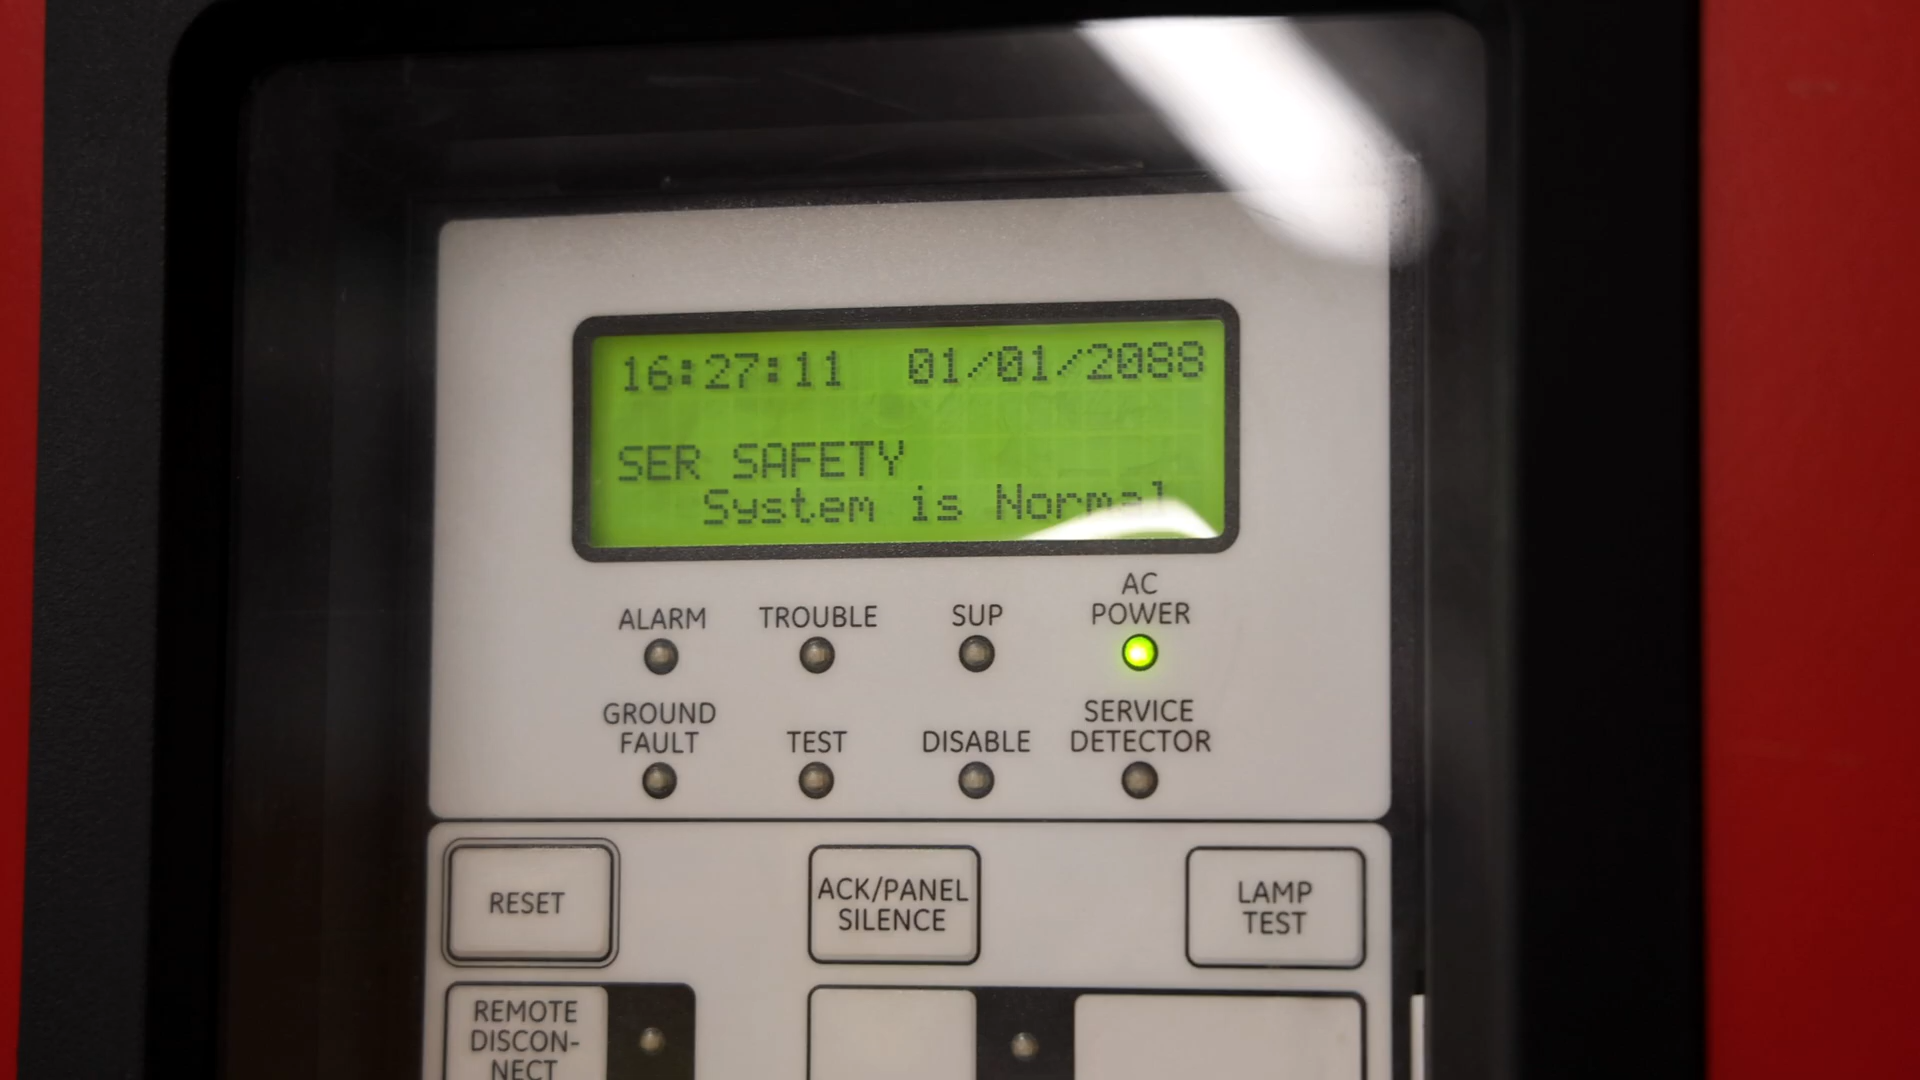 16:27:11 01/01/2088
SER SAFETY
System is Normal
ALARM TROUBLE SUP AC POWER
GROUND FAULT TEST DISABLE SERVICE DETECTOR
RESET ACK/PANEL SILENCE LAMP TEST
REMOTE
DISCON-
NECT